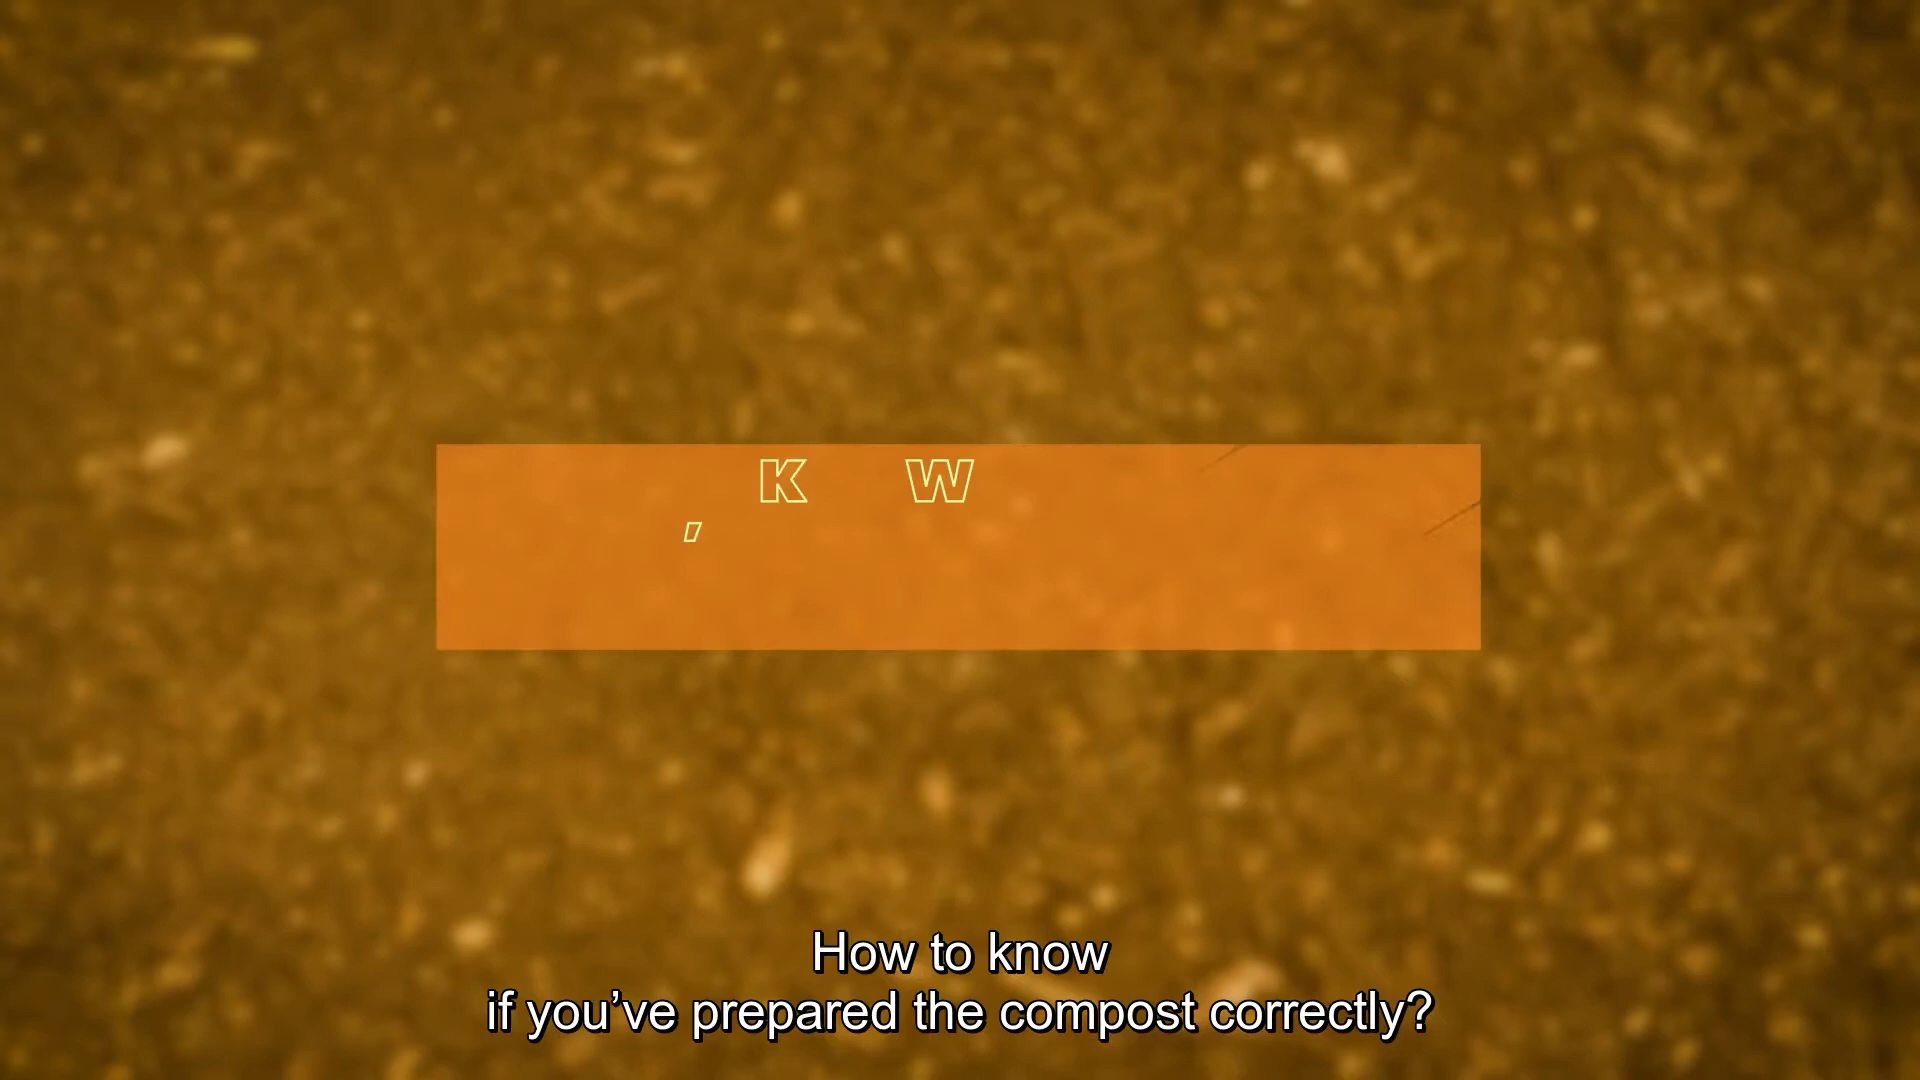 K W
’
How to know
if you’ve prepared the compost correctly?